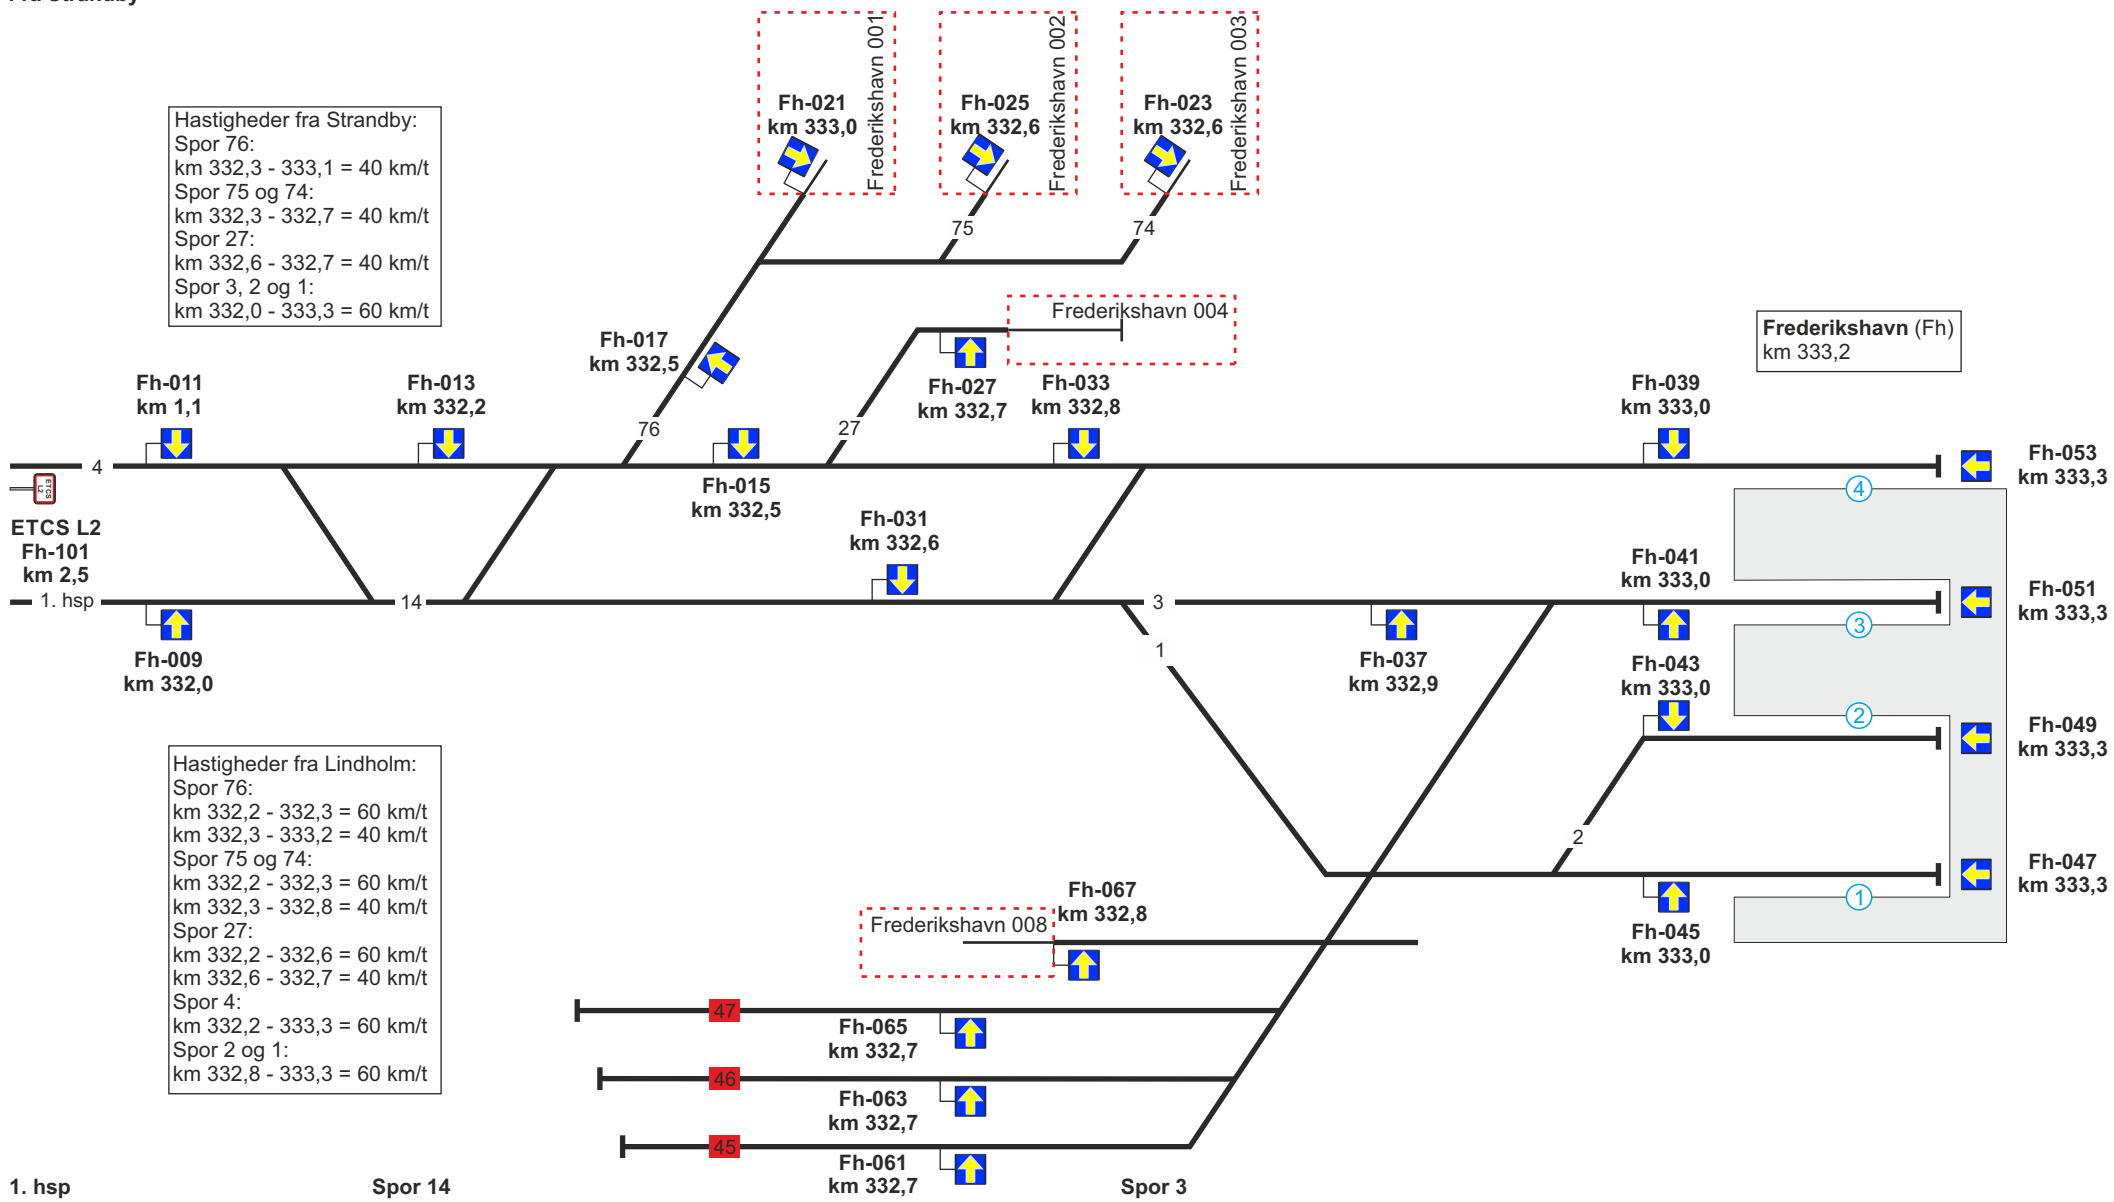 Fra Strandby
Frederikshavn 001
Frederikshavn 002
Frederikshavn 003
Fh-021
km 333,0
Fh-025
km 332,6
Fh-023
km 332,6
Hastigheder fra Strandby:
Spor 76:
km 332,3 - 333,1 = 40 km/t
Spor 75 og 74:
km 332,3 - 332,7 = 40 km/t
Spor 27:
km 332,6 - 332,7 = 40 km/t
Spor 3, 2 og 1:
km 332,0 - 333,3 = 60 km/t
75
74
Frederikshavn 004
Frederikshavn (Fh)
km 333,2
Fh-017
km 332,5
Fh-027
km 332,7
Fh-011
km 1,1
Fh-013
km 332,2
Fh-033
km 332,8
Fh-039
km 333,0
76
27
4
Fh-053
km 333,3
ETCS
L2
Fh-015
km 332,5
4
ETCS L2
Fh-101
km 2,5
Fh-031
km 332,6
Fh-041
km 333,0
Fh-051
km 333,3
1. hsp
14
3
3
Fh-009
km 332,0
1
Fh-037
km 332,9
Fh-043
km 333,0
2
Fh-049
km 333,3
Hastigheder fra Lindholm:
Spor 76:
km 332,2 - 332,3 = 60 km/t
km 332,3 - 333,2 = 40 km/t
Spor 75 og 74:
km 332,2 - 332,3 = 60 km/t
km 332,3 - 332,8 = 40 km/t
Spor 27:
km 332,2 - 332,6 = 60 km/t
km 332,6 - 332,7 = 40 km/t
Spor 4:
km 332,2 - 333,3 = 60 km/t
Spor 2 og 1:
km 332,8 - 333,3 = 60 km/t
2
Fh-047
km 333,3
1
Fh-067
km 332,8
Frederikshavn 008
Fh-045
km 333,0
47
Fh-065
km 332,7
46
Fh-063
km 332,7
45
Fh-061
km 332,7
1. hsp
Spor 14
Spor 3